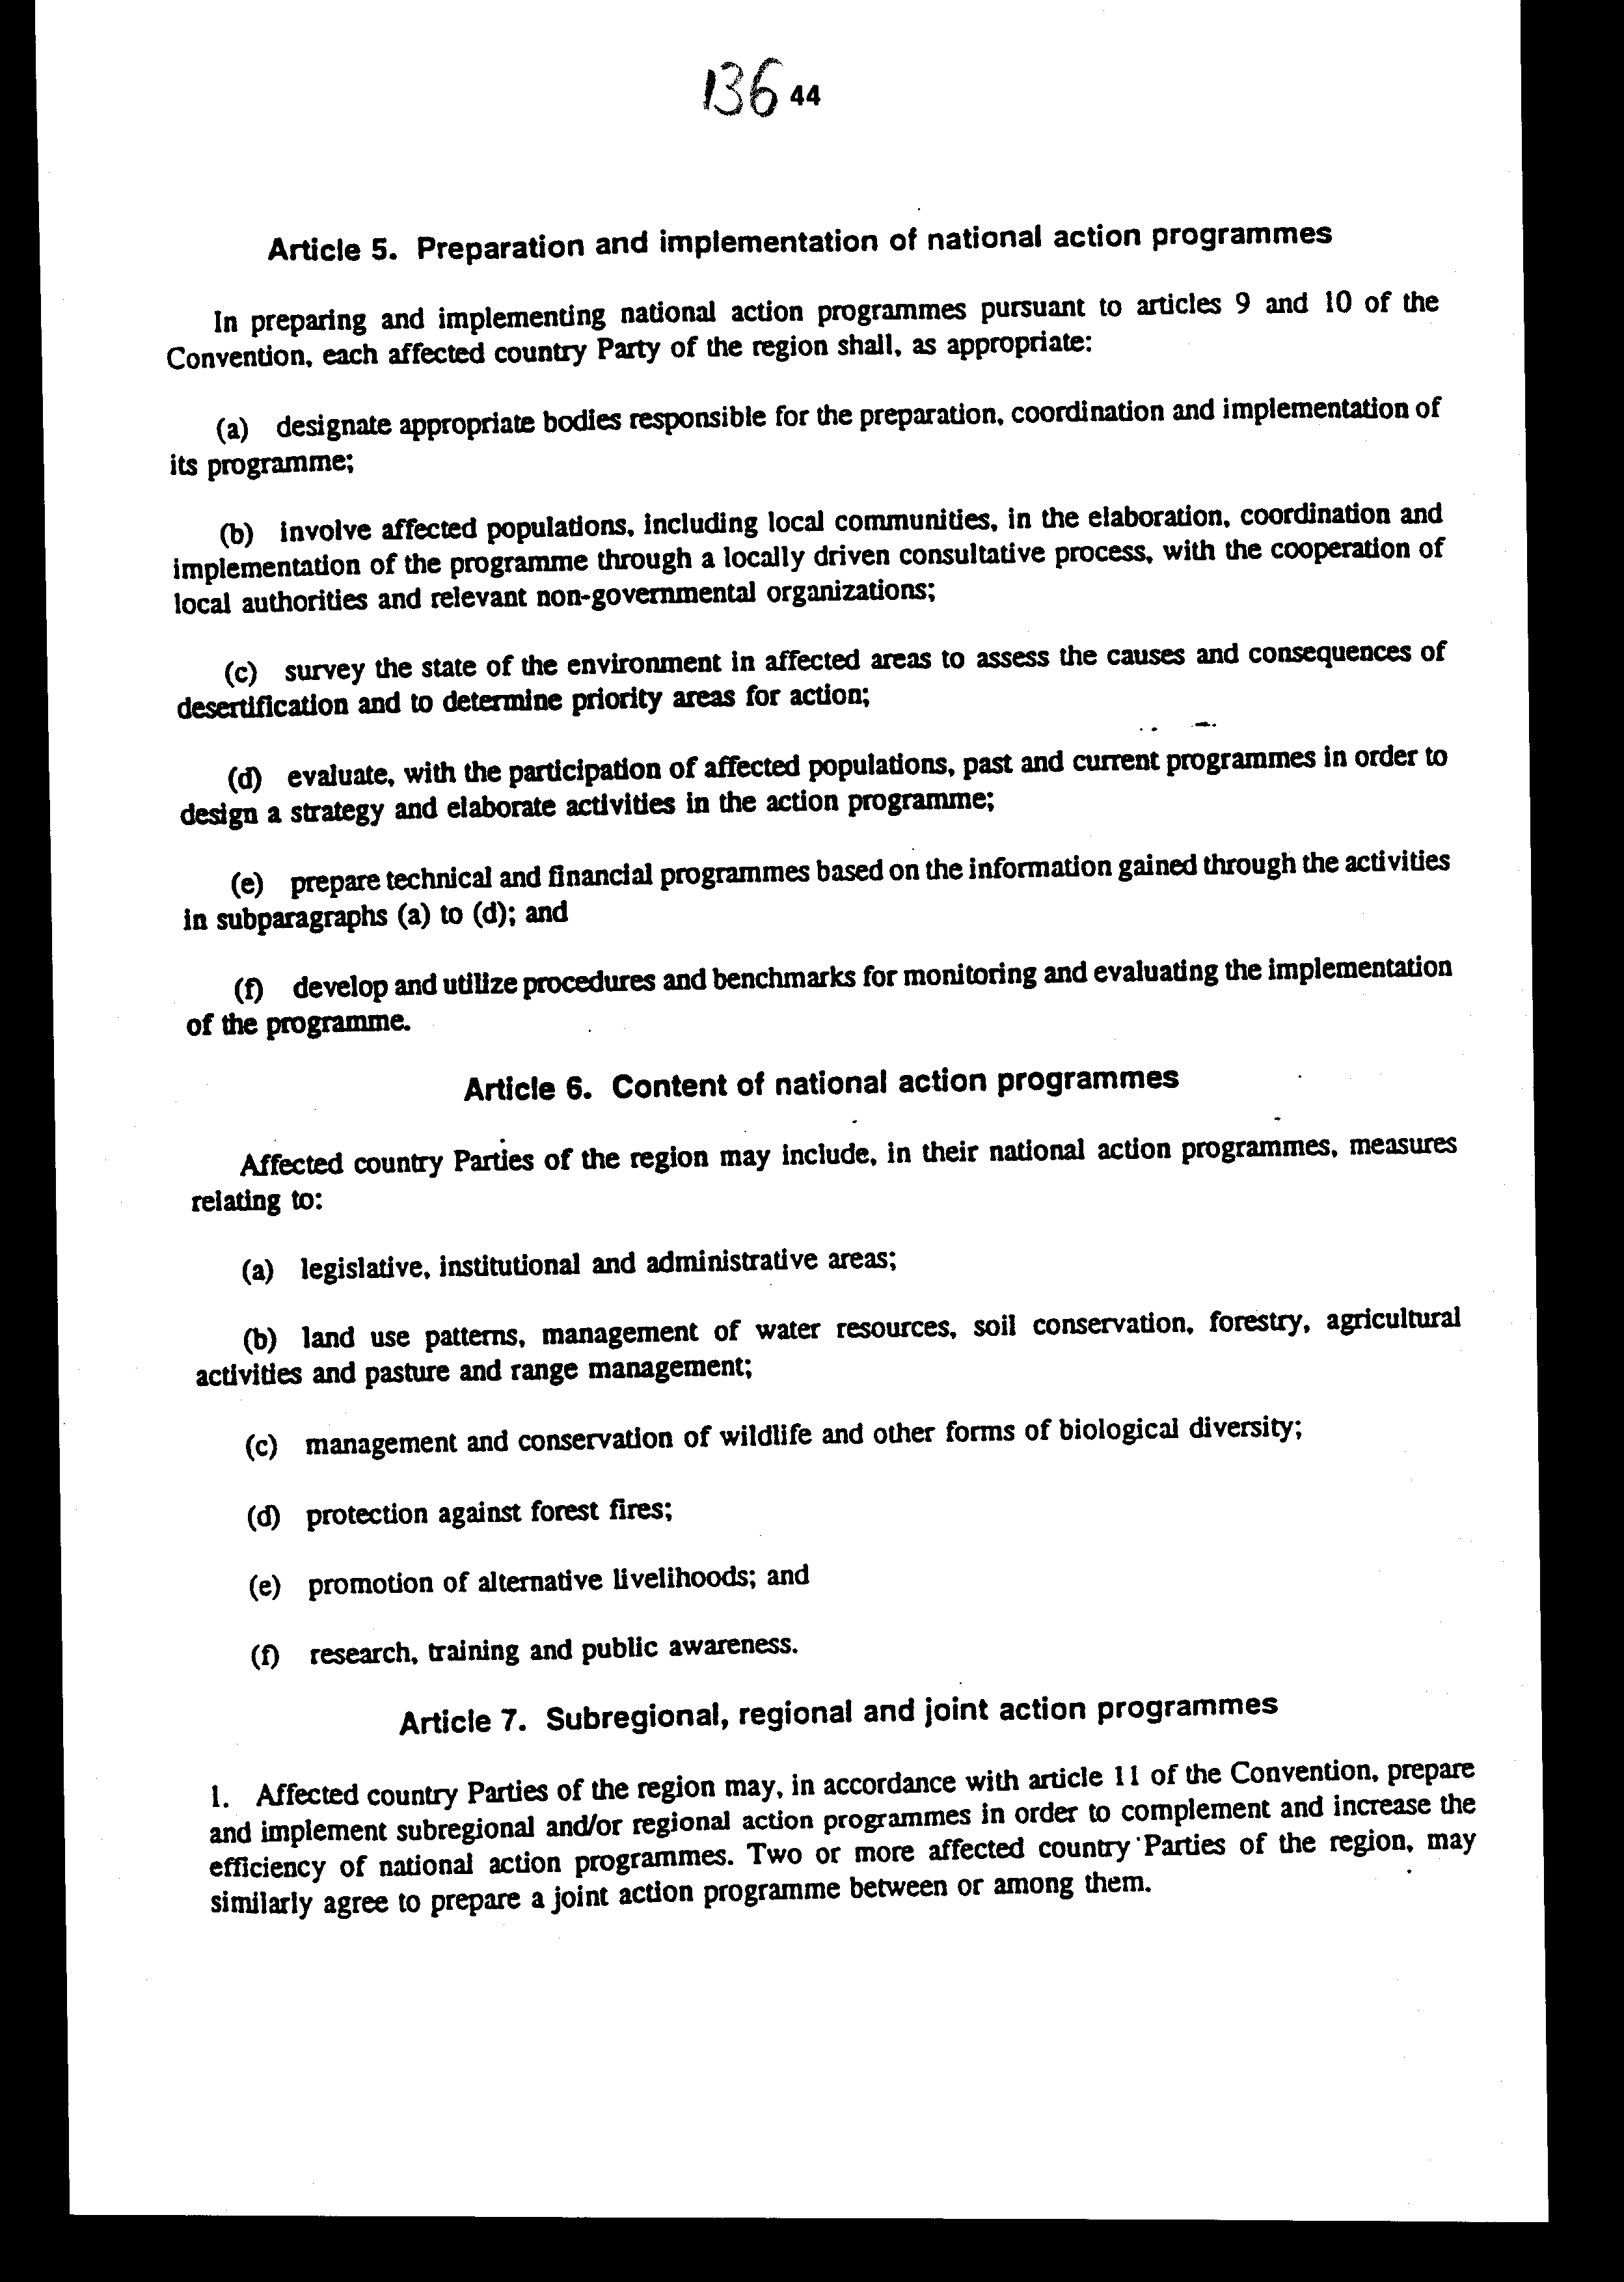 136 44
Article 5. Preparation and implementation of national action programmes
In preparing and implementing national action programmes pursuant to articles 9 and 10 of the
Convention, each affected country Party of the region shall, as appropriate:
(a) designate appropriate bodies responsible for the preparation, coordination and implementation of
its programme;
(b) involve affected populations, including local communities, in the elaboration, coordination and
implementation of the programme through a locally driven consultative process, with the cooperation of
local authorities and relevant non-governmental organizations;
(c) survey the state of the environment in affected areas to assess the causes and consequences of
desertification and to determine priority areas for action;
(d) evaluate, with the participation of affected populations, past and current programmes in order to
design a strategy and elaborate activities in the action programme;
(e) prepare technical and financial programmes based on the information gained through the activities
in subparagraphs (a) to (d); and
(f) develop and utilize procedures and benchmarks for monitoring and evaluating the implementation
of the programme.
Article 6. Content of national action programmes
Affected country Parties of the region may include, in their national action programmes, measures
relating to:
(a) legislative, institutional and administrative areas;
(b) land use patterns, management of water resources, soil conservation, forestry, agricultural
activities and pasture and range management;
(c) management and conservation of wildlife and other forms of biological diversity;
(d) protection against forest fires;
(e) promotion of alternative livelihoods; and
(f) research, training and public awareness.
Article 7. Subregional, regional and joint action programmes
1. Affected country Parties of the region may, in accordance with article 11 of the Convention, prepare
and implement subregional and/or regional action programmes in order to complement and increase the
efficiency of national action programmes. Two or more affected country Parties of the region, may
similarly agree to prepare a joint action programme between or among them.